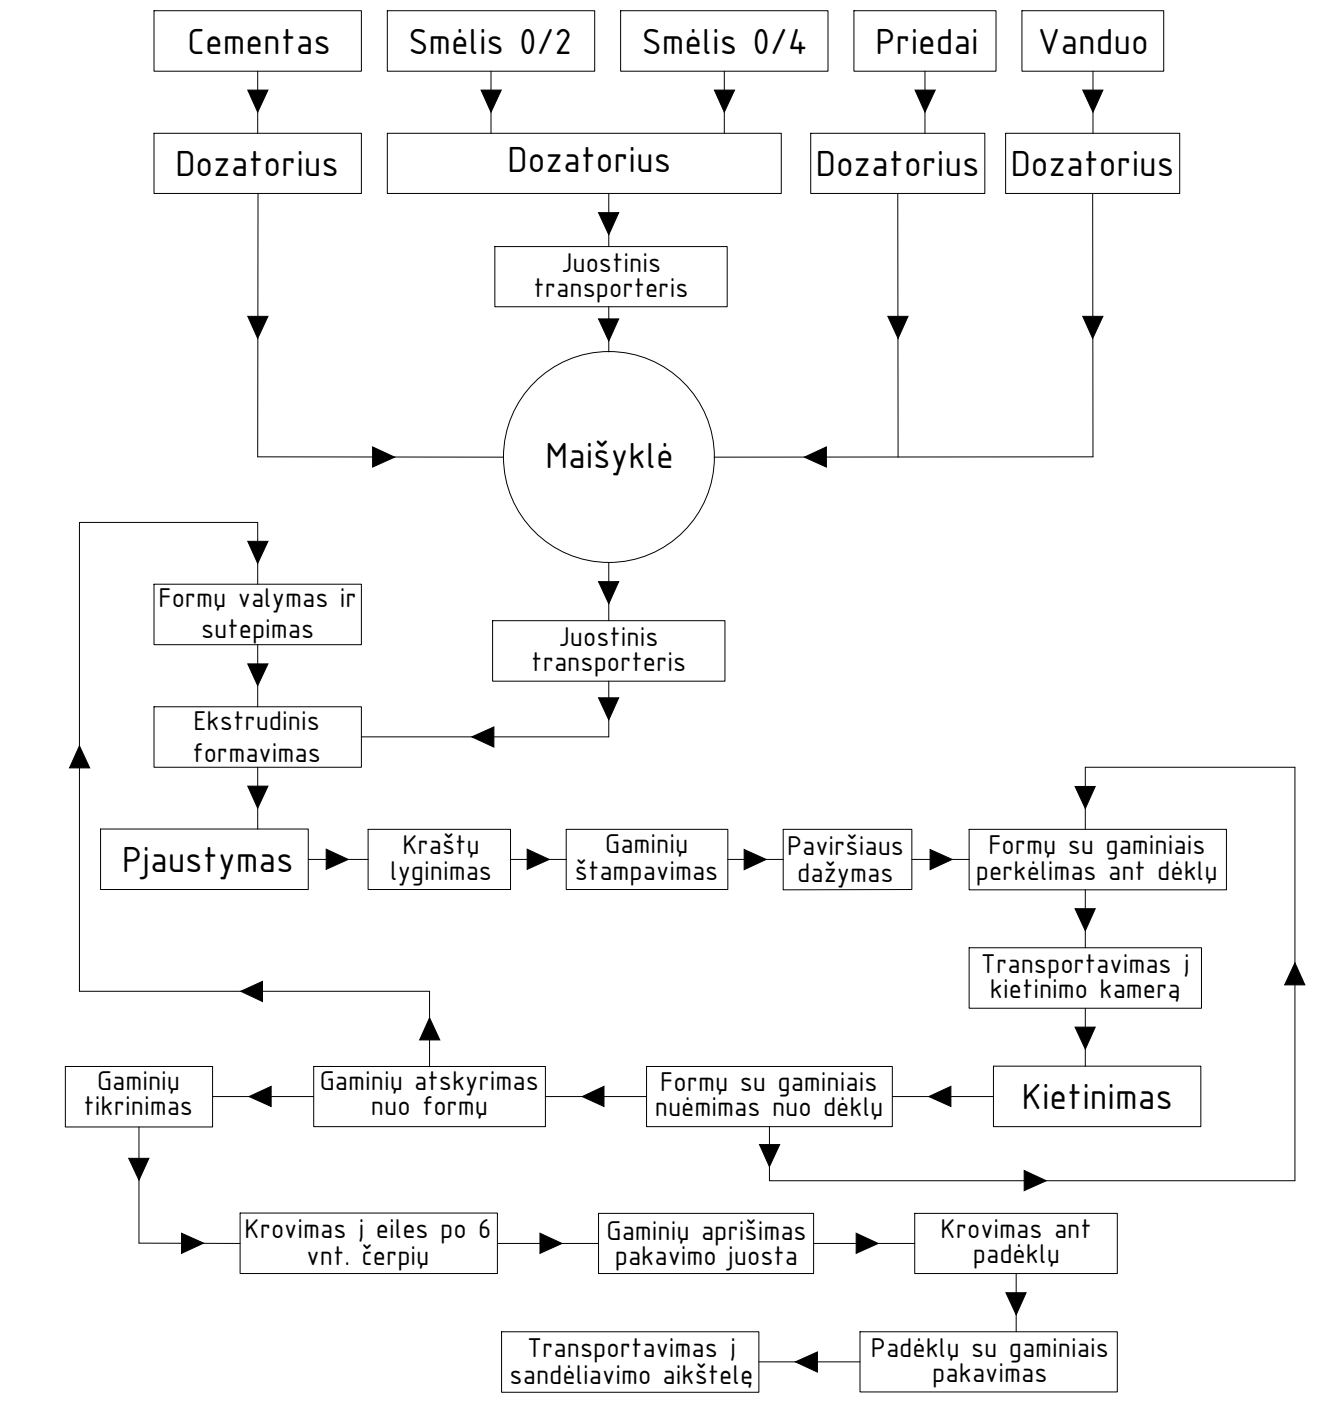 Cementas
Smėlis 0/2
Smėlis 0/4
Priedai
Vanduo
Dozatorius
Dozatorius
Dozatorius
Dozatorius
Juostinis
transporteris
Maišyklė
Formų valymas ir
sutepimas
Juostinis
transporteris
Ekstrudinis
formavimas
Pjaustymas
Kraštų
lyginimas
Gaminių
štampavimas
Paviršiaus
dažymas
Formų su gaminiais
perkėlimas ant dėklų
Transportavimas į
kietinimo kamerą
Gaminių
tikrinimas
Gaminių atskyrimas
nuo formų
Formų su gaminiais
nuėmimas nuo dėklų
Kietinimas
Krovimas į eiles po 6
vnt. čerpių
Gaminių aprišimas
pakavimo juosta
Krovimas ant
padėklų
Transportavimas į
sandėliavimo aikštelę
Padėklų su gaminiais
pakavimas